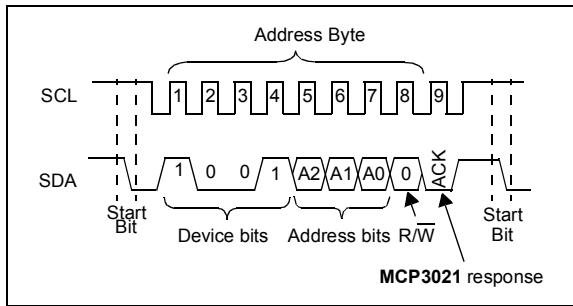 Address Byte
SCL 1 2 3 4 5 6 7 8 9
SDA 1 0 0 1 A2 A1 A0 0 ACK
Start Bit
Device bits
Address bits
R/W̅
Start Bit
MCP3021 response